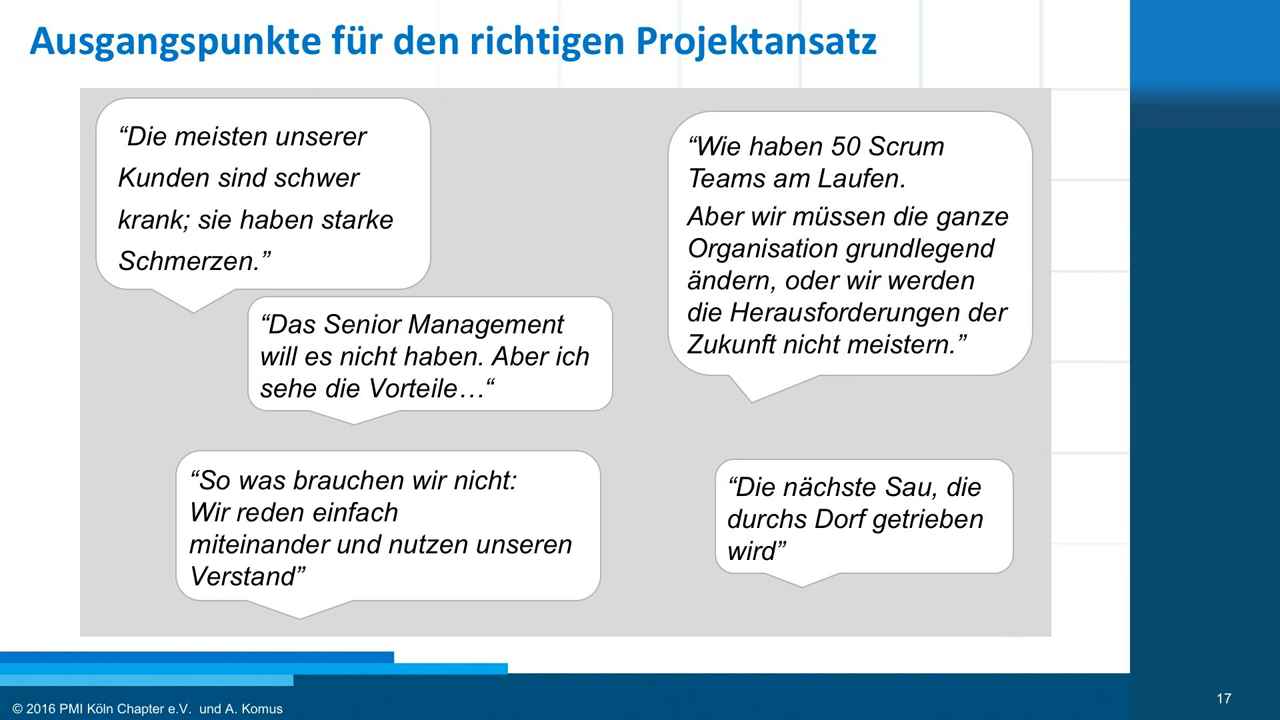 Ausgangspunkte für den richtigen Projektansatz
“Die meisten unserer
Kunden sind schwer
krank; sie haben starke
Schmerzen.”
“Das Senior Management
will es nicht haben. Aber ich
sehe die Vorteile…“
“So was brauchen wir nicht:
Wir reden einfach
miteinander und nutzen unseren
Verstand”
“Wie haben 50 Scrum
Teams am Laufen.
Aber wir müssen die ganze
Organisation grundlegend
ändern, oder wir werden
die Herausforderungen der
Zukunft nicht meistern.”
“Die nächste Sau, die
durchs Dorf getrieben
wird”
© 2016 PMI Köln Chapter e.V. und A. Komus
17